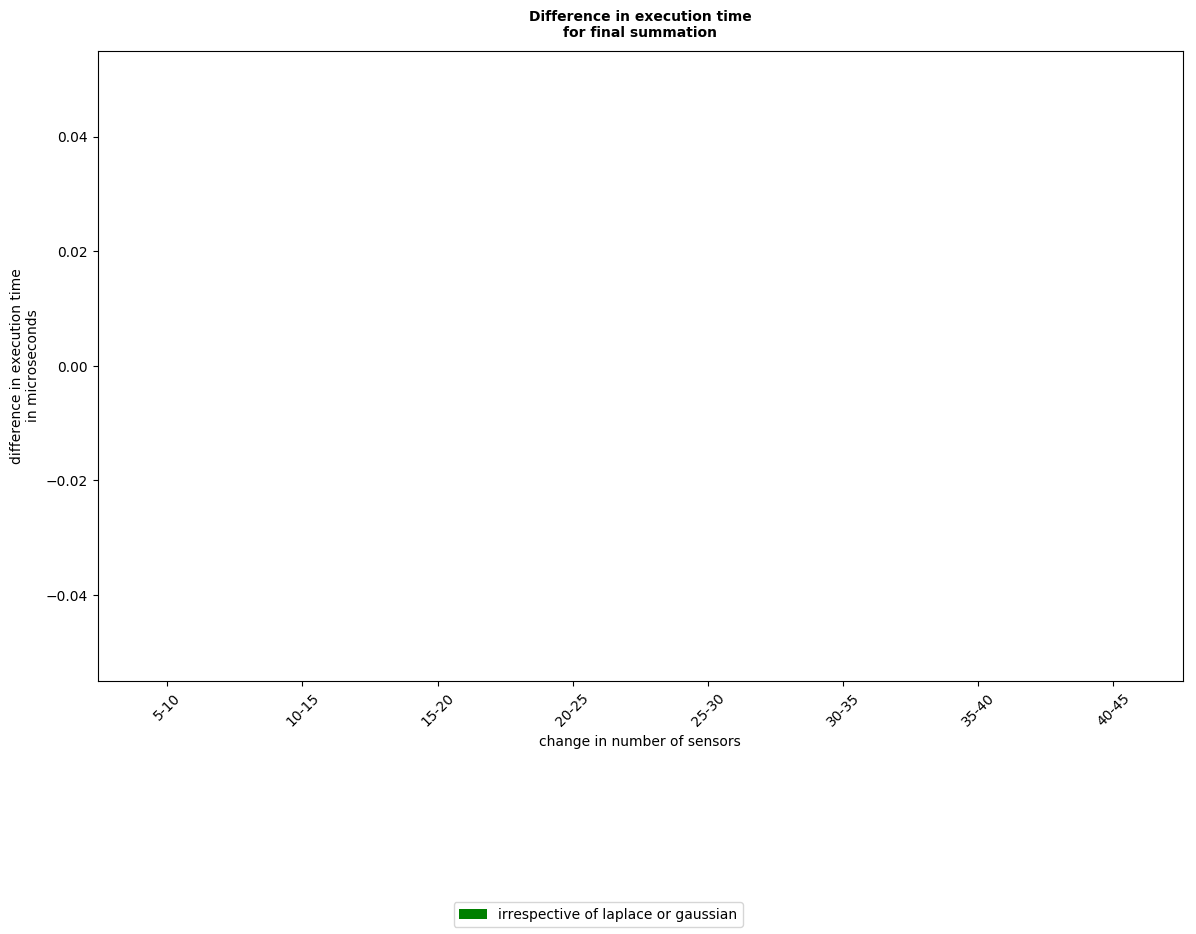 Difference in execution time
for final summation
difference in execution time
in microseconds
0.04
0.02
0.00
−0.02
−0.04
5-10
10-15
15-20
20-25
25-30
30-35
35-40
40-45
change in number of sensors
irrespective of laplace or gaussian